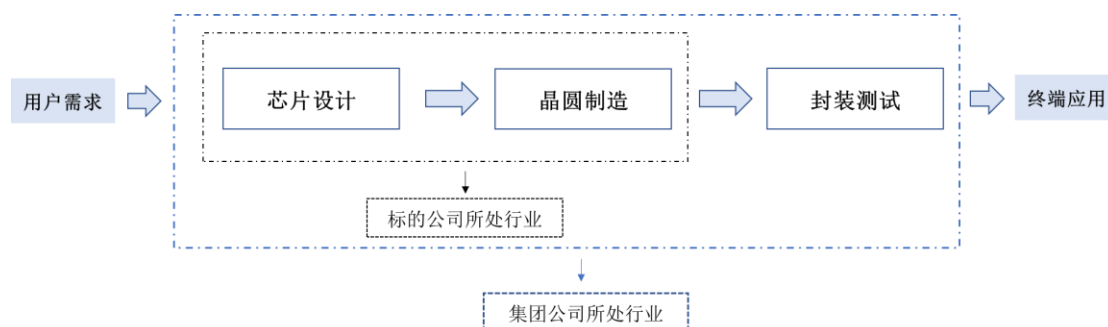 用户需求
芯片设计
晶圆制造
封装测试
终端应用
标的公司所处行业
集团公司所处行业